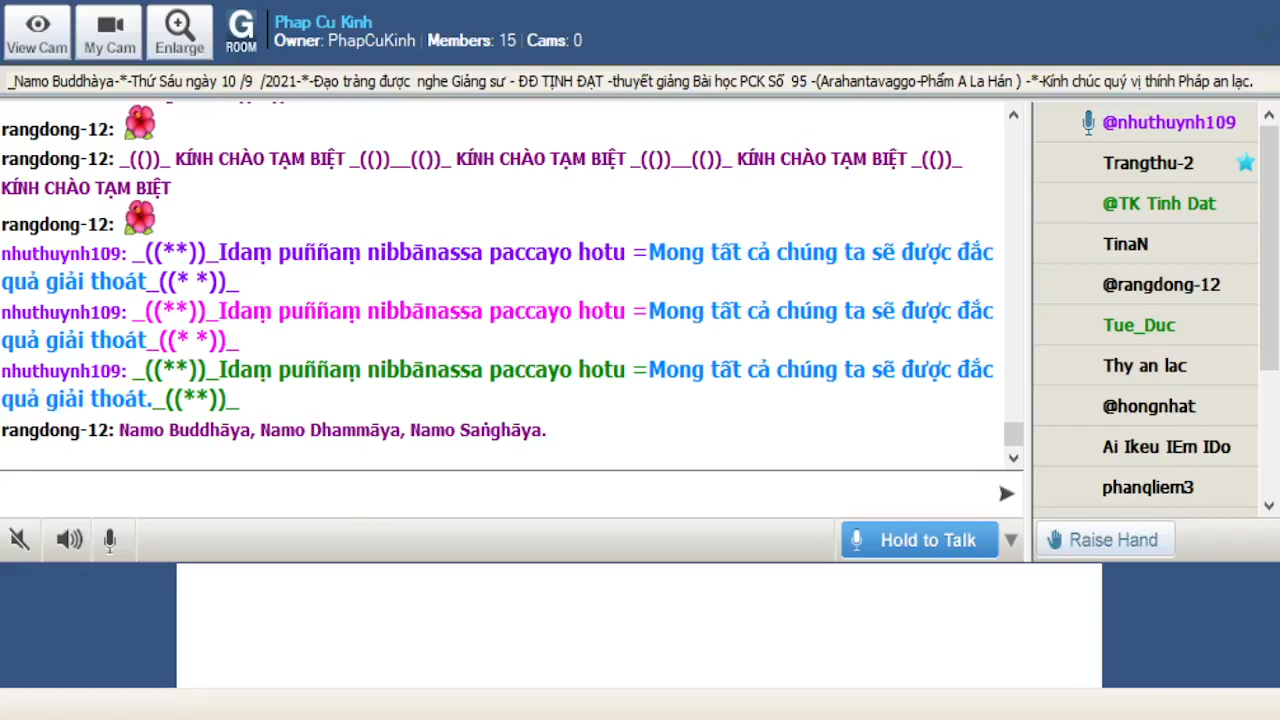 View Cam
My Cam
Enlarge
G
ROOM
Phap Cu Kinh
Owner: PhapCuKinh | Members: 15 | Cams: 0
_Namo Buddhàya-*-Thứ Sáu ngày 10 /9 /2021-*-Đạo tràng được nghe Giảng sư - ĐĐ TỊNH ĐẠT -thuyết giảng Bài học PCK Số 95 -(Arahantavaggo-Phẩm A La Hán ) -*-Kính chúc quý vị thính Pháp an lạc.
rangdong-12:
rangdong-12: _(())_ KÍNH CHÀO TẠM BIỆT _(())__(())_ KÍNH CHÀO TẠM BIỆT _(())__(())_ KÍNH CHÀO TẠM BIỆT _(())_
KÍNH CHÀO TẠM BIỆT
rangdong-12:
nhuthuynh109: _((**))_Idaṃ puññaṃ nibbānassa paccayo hotu =Mong tất cả chúng ta sẽ được đắc
quả giải thoát_((* *))_
nhuthuynh109: _((**))_Idaṃ puññaṃ nibbānassa paccayo hotu =Mong tất cả chúng ta sẽ được đắc
quả giải thoát_((* *))_
nhuthuynh109: _((**))_Idaṃ puññaṃ nibbānassa paccayo hotu =Mong tất cả chúng ta sẽ được đắc
quả giải thoát._((**))_
rangdong-12: Namo Buddhāya, Namo Dhammāya, Namo Saṅghāya.
@nhuthuynh109
Trangthu-2
@TK Tinh Dat
TinaN
@rangdong-12
Tue_Duc
Thy an lac
@hongnhat
Ai Ikeu IEm IDo
phanqliem3
Hold to Talk
Raise Hand